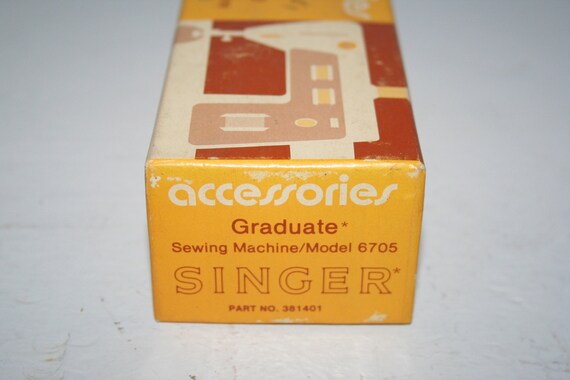 accessories
Graduate*
Sewing Machine/Model 6705
SINGER*
PART NO. 381401